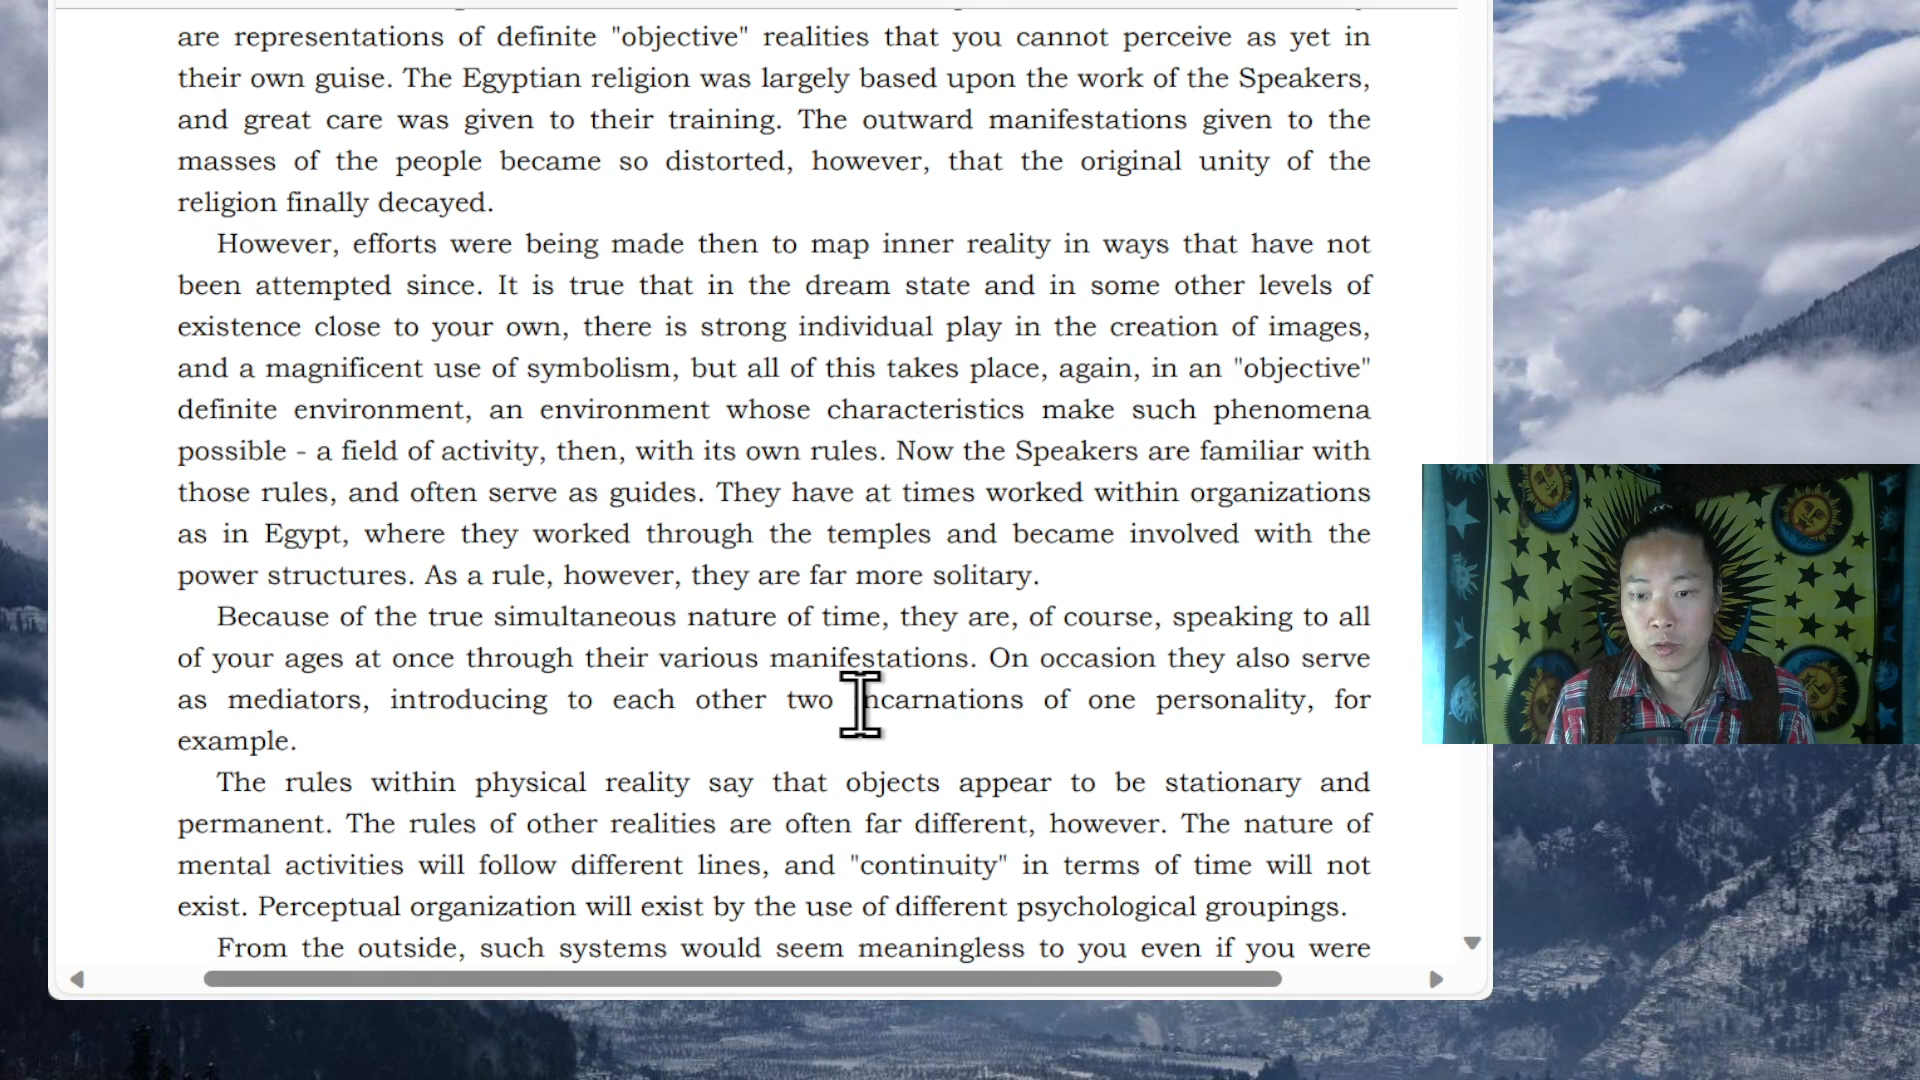 are representations of definite "objective" realities that you cannot perceive as yet in
their own guise. The Egyptian religion was largely based upon the work of the Speakers,
and great care was given to their training. The outward manifestations given to the
masses of the people became so distorted, however, that the original unity of the
religion finally decayed.
However, efforts were being made then to map inner reality in ways that have not
been attempted since. It is true that in the dream state and in some other levels of
existence close to your own, there is strong individual play in the creation of images,
and a magnificent use of symbolism, but all of this takes place, again, in an "objective"
definite environment, an environment whose characteristics make such phenomena
possible - a field of activity, then, with its own rules. Now the Speakers are familiar with
those rules, and often serve as guides. They have at times worked within organizations
as in Egypt, where they worked through the temples and became involved with the
power structures. As a rule, however, they are far more solitary.
Because of the true simultaneous nature of time, they are, of course, speaking to all
of your ages at once through their various manifestations. On occasion they also serve
as mediators, introducing to each other two incarnations of one personality, for
example.
The rules within physical reality say that objects appear to be stationary and
permanent. The rules of other realities are often far different, however. The nature of
mental activities will follow different lines, and "continuity" in terms of time will not
exist. Perceptual organization will exist by the use of different psychological groupings.
From the outside, such systems would seem meaningless to you even if you were